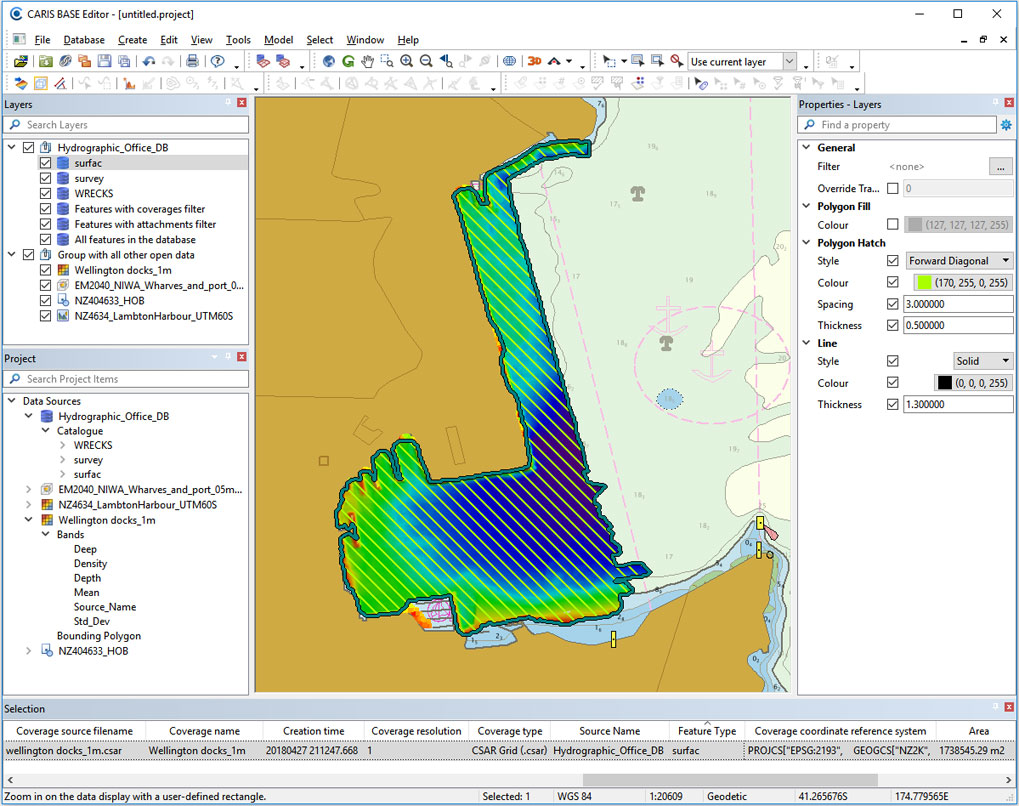 CARIS BASE Editor - [untitled.project]
File Database Create Edit View Tools Model Select Window Help
3D
Use current layer
Layers
Search Layers
Hydrographic_Office_DB
surfac
survey
WRECKS
Features with coverages filter
Features with attachments filter
All features in the database
Group with all other open data
Wellington docks_1m
EM2040_NIWA_Wharves_and_port_0...
NZ404633_HOB
NZ4634_LambtonHarbour_UTM60S
Project
Search Project Items
Data Sources
Hydrographic_Office_DB
Catalogue
WRECKS
survey
surfac
EM2040_NIWA_Wharves_and_port_05m...
NZ4634_LambtonHarbour_UTM60S
Wellington docks_1m
Bands
Deep
Density
Depth
Mean
Source_Name
Std_Dev
Bounding Polygon
NZ404633_HOB
17
17
Properties - Layers
Find a property
General
Filter <none> ...
Override Tra... 0
Polygon Fill
Colour (127, 127, 127, 255)
Polygon Hatch
Style Forward Diagonal
Colour (170, 255, 0, 255)
Spacing 3.000000
Thickness 0.500000
Line
Style Solid
Colour (0, 0, 0, 255)
Thickness 1.300000
Selection
Coverage source filename Coverage name Creation time Coverage resolution Coverage type Source Name Feature Type Coverage coordinate reference system Area
wellington docks_1m.csar Wellington docks_1m 20180427 211247.668 1 CSAR Grid (.csar) Hydrographic_Office_DB surfac PROJCS["EPSG:2193", GEOGCS["NZ2K", 1738545.29 m2
Zoom in on the data display with a user-defined rectangle. Selected: 1 WGS 84 1:20609 Geodetic 41.265676S 174.779565E